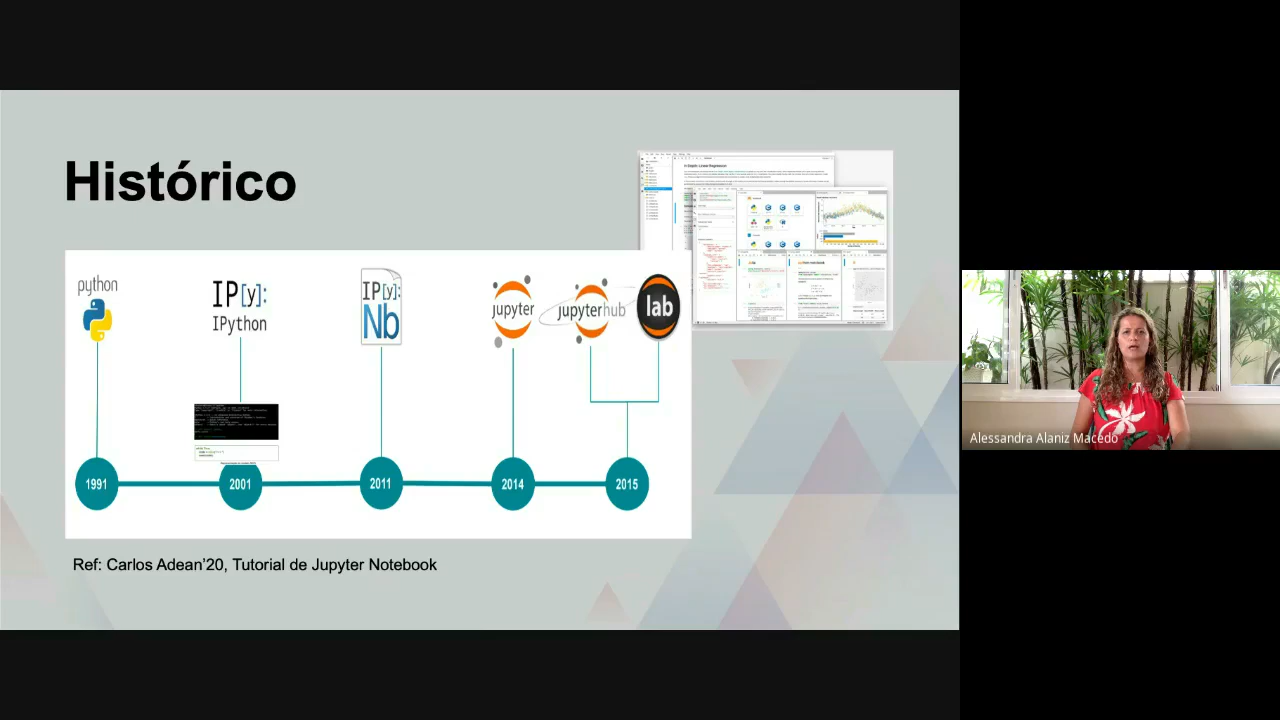 Histórico
python
IP[y]:
IPython
IP[y]:
Nb
jupyter
jupyterhub
lab
1991
2001
2011
2014
2015
Ref: Carlos Adean’20, Tutorial de Jupyter Notebook
Alessandra Alaniz Macedo